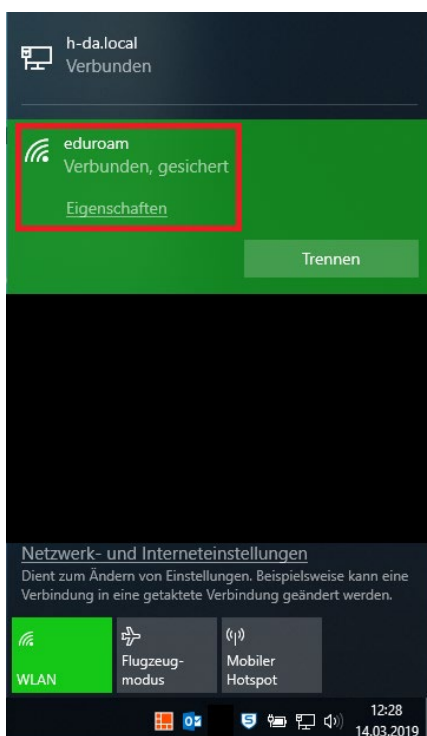 h-da.local
Verbunden
eduroam
Verbunden, gesichert
Eigenschaften
Trennen
Netzwerk- und Interneteinstellungen
Dient zum Ändern von Einstellungen. Beispielsweise kann eine
Verbindung in eine getaktete Verbindung geändert werden.
WLAN
Flugzeug-
modus
Mobiler
Hotspot
12:28
14.03.2019